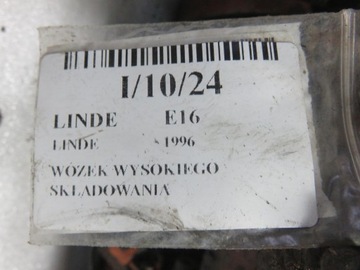 I/10/24
LINDE E16
LINDE 1996
WÓZEK WYSOKIEGO
SKŁADOWANIA